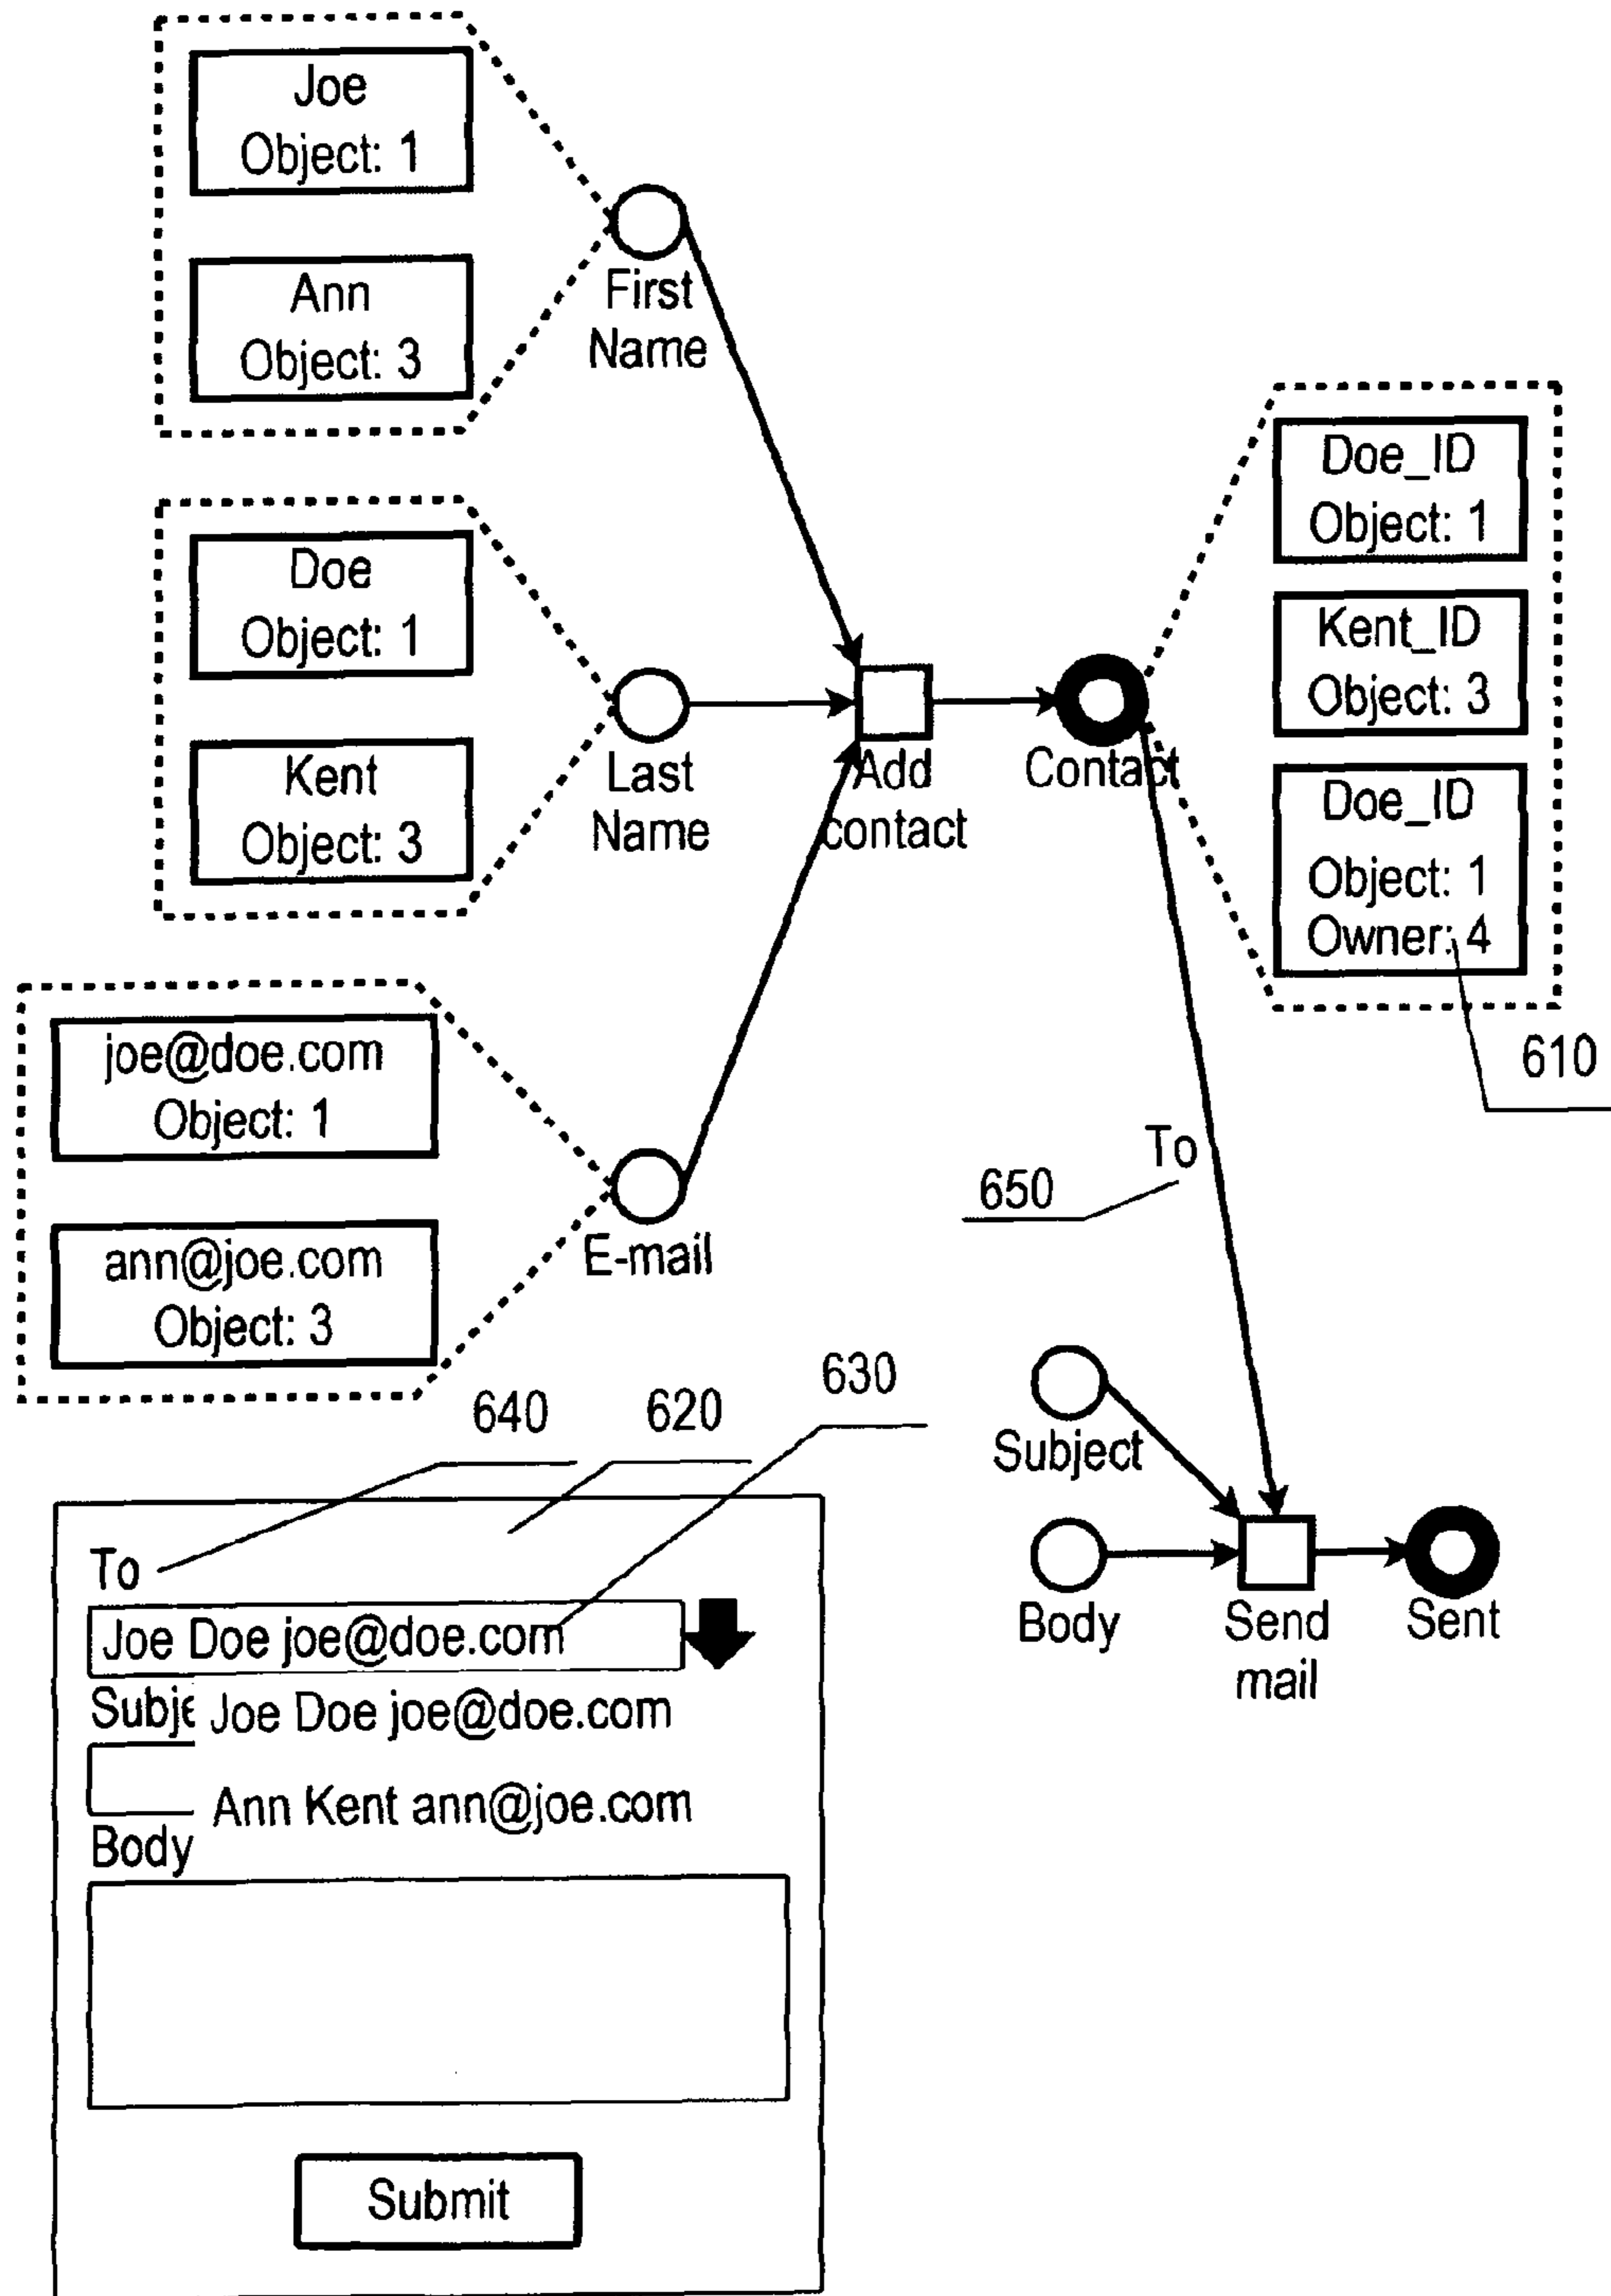 Joe
Object: 1
Ann
Object: 3
First
Name
Doe
Object: 1
Kent
Object: 3
Last
Name
Add
contact
Contact
Doe_ID
Object: 1
Kent_ID
Object: 3
Doe_ID
Object: 1
Owner: 4
610
joe@doe.com
Object: 1
ann@joe.com
Object: 3
E-mail
To
650
640
620
630
Subject
Body
Send
mail
Sent
To
Joe Doe joe@doe.com
Subje
Joe Doe joe@doe.com
Ann Kent ann@joe.com
Body
Submit